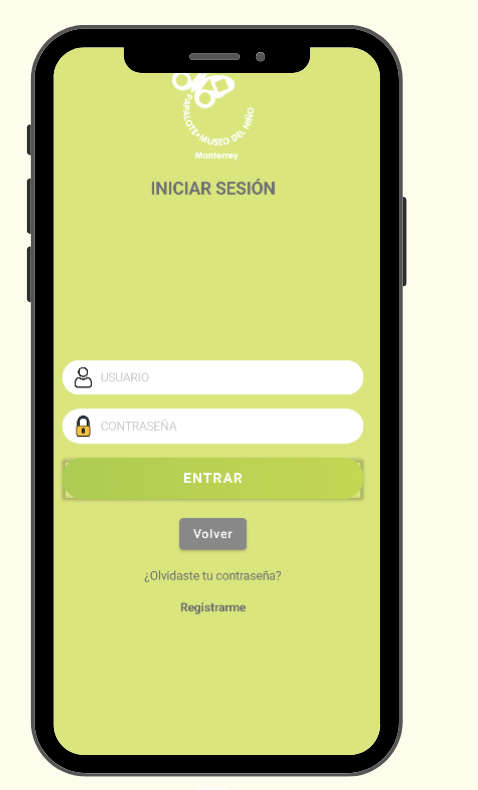 PAPALOTE•MUSEO DEL NIÑO
Monterrey
INICIAR SESIÓN
USUARIO
CONTRASEÑA
ENTRAR
Volver
¿Olvidaste tu contraseña?
Registrarme